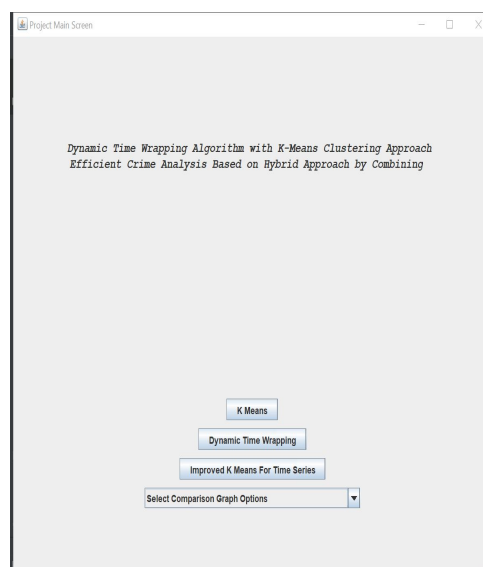 Project Main Screen
Dynamic Time Wrapping Algorithm with K-Means Clustering Approach
Efficient Crime Analysis Based on Hybrid Approach by Combining
K Means
Dynamic Time Wrapping
Improved K Means For Time Series
Select Comparison Graph Options